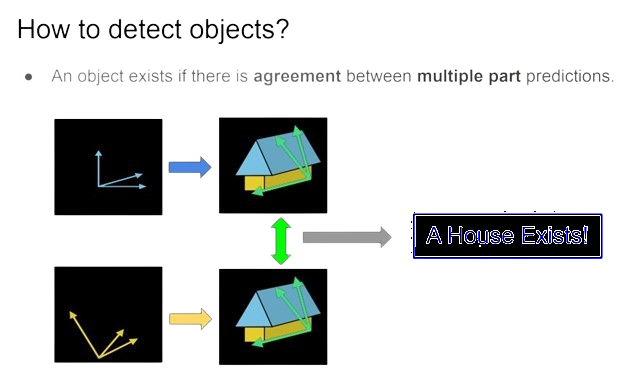 How to detect objects?
● An object exists if there is agreement between multiple part predictions.
A House Exists!